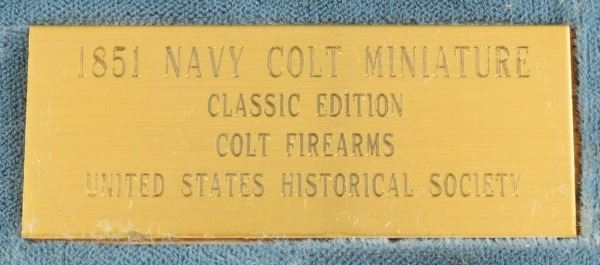 1851 NAVY COLT MINIATURE
CLASSIC EDITION
COLT FIREARMS
UNITED STATES HISTORICAL SOCIETY